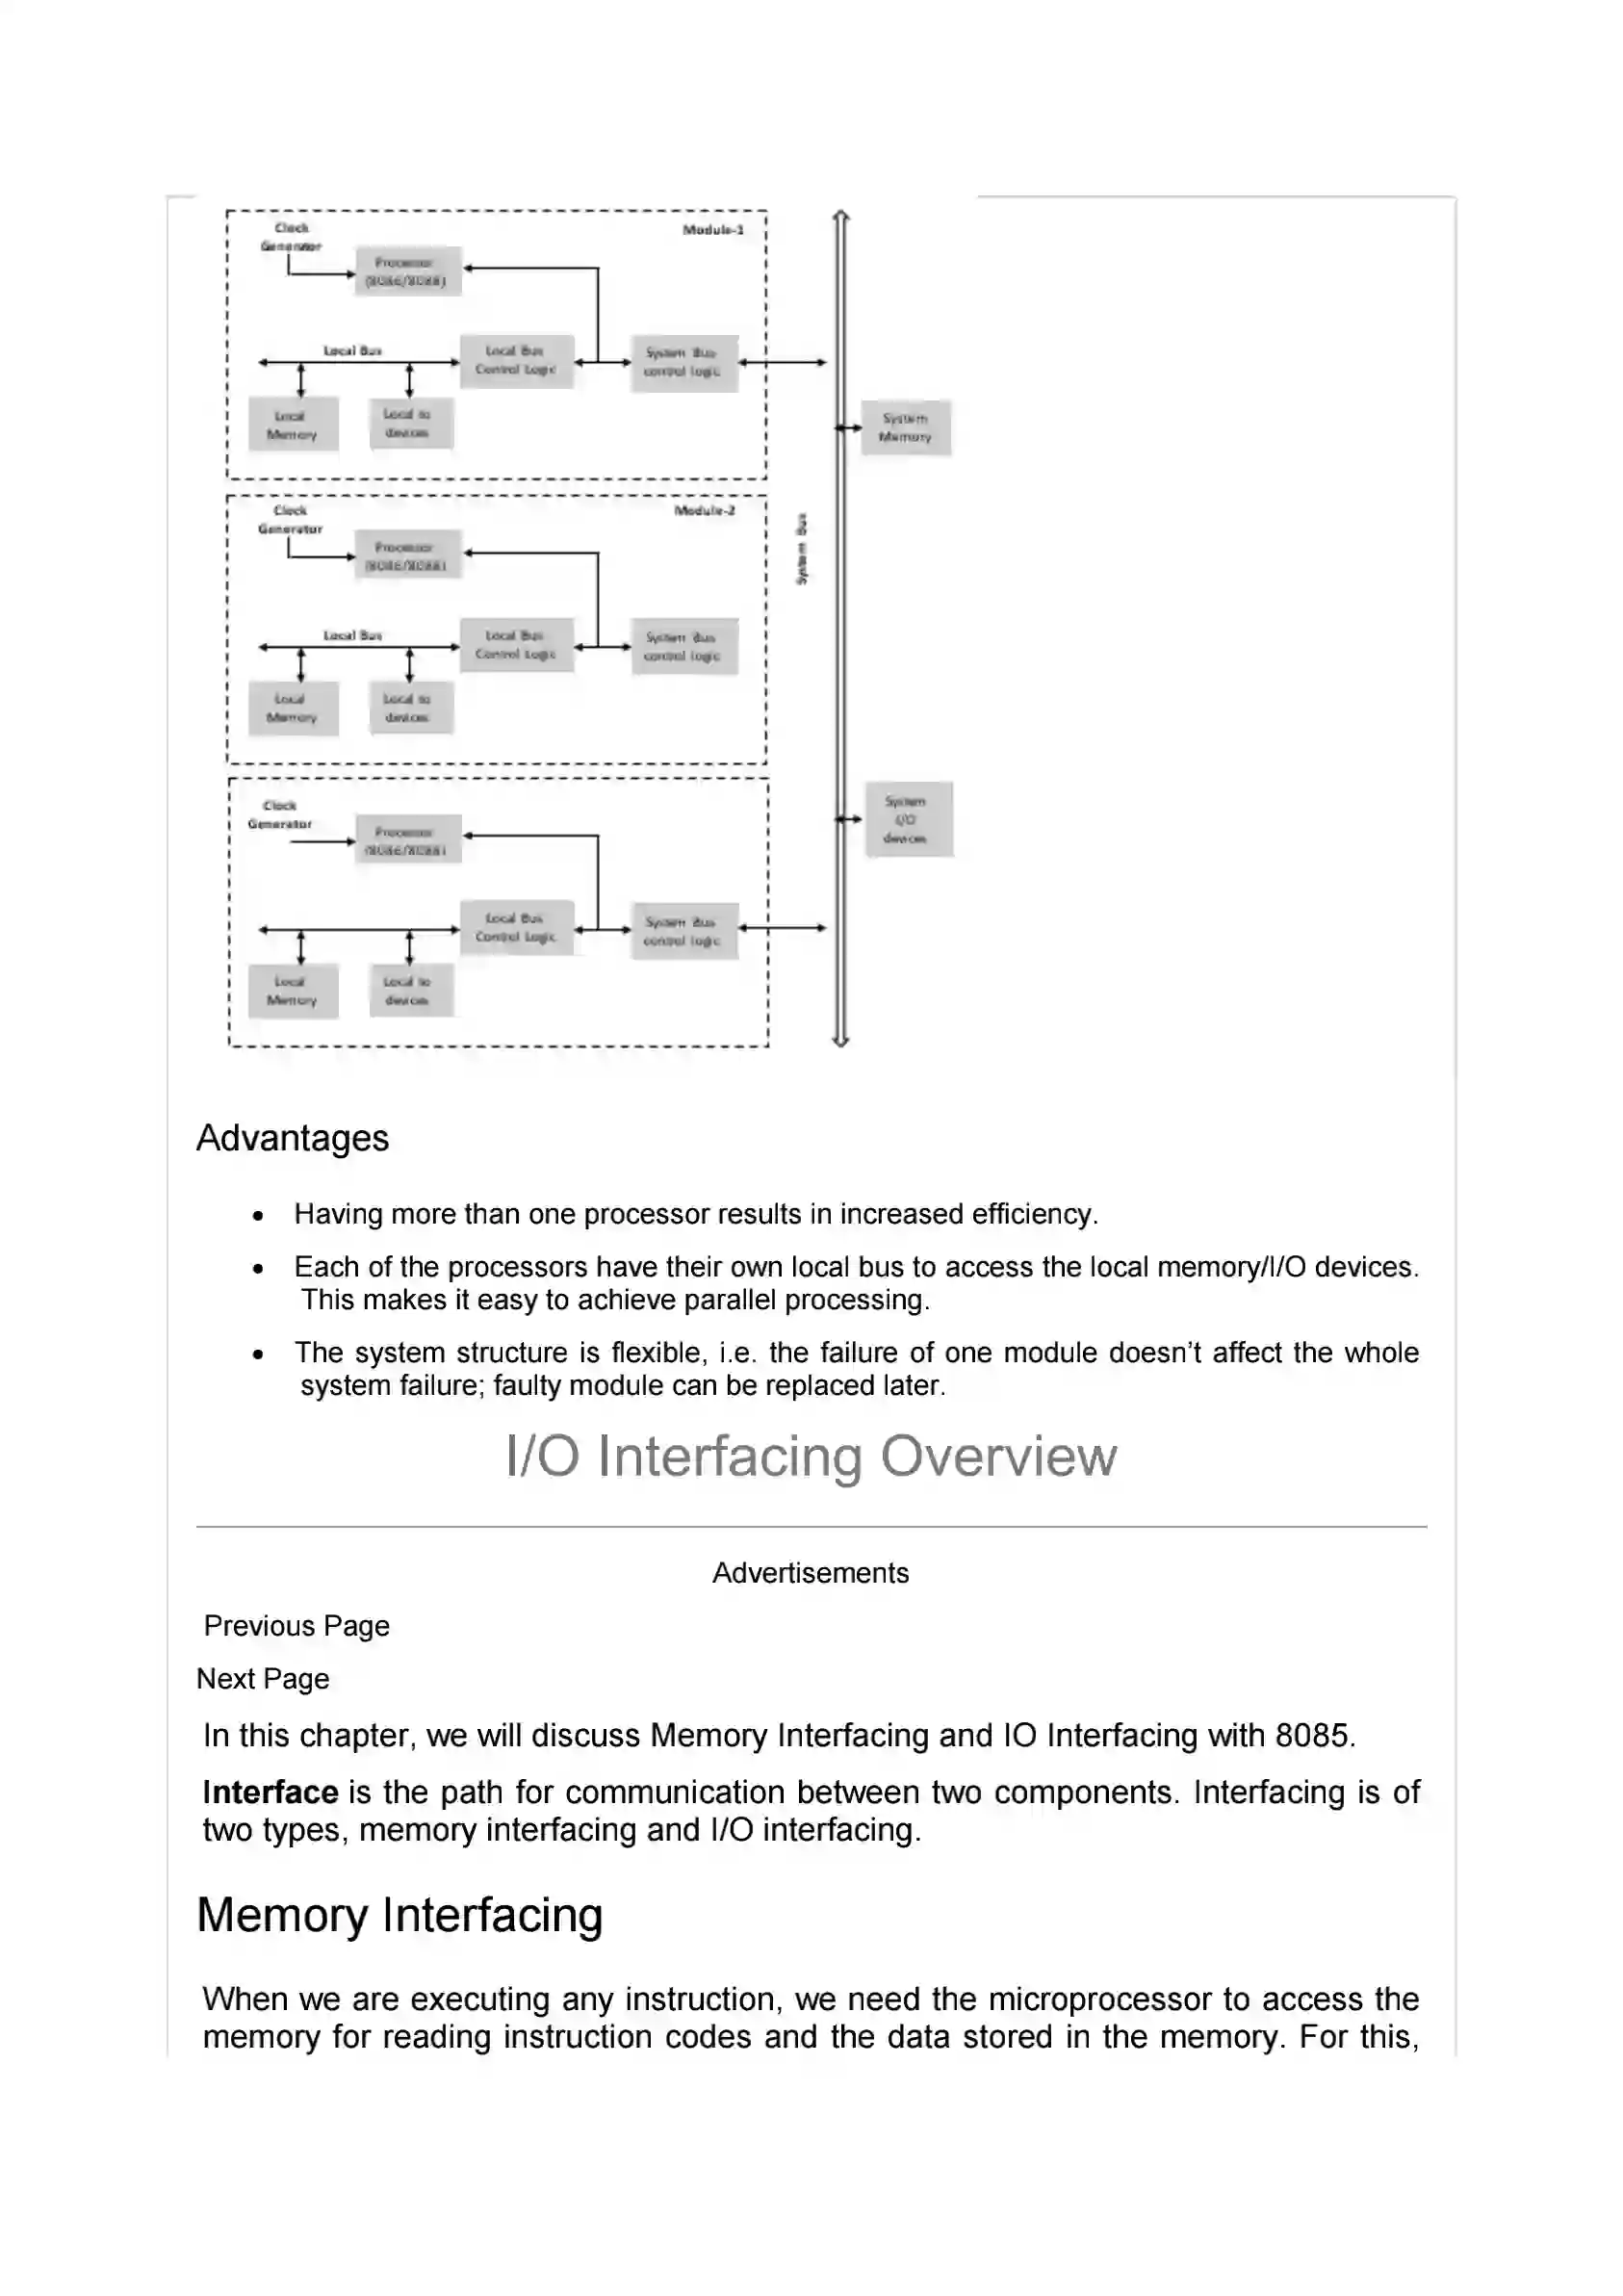 Clock
Generator
Module-1
Processor
(8086/8088)
Local Bus
Local Bus
Control Logic
System Bus
control logic
Local
Memory
Local to
devices
System
Memory
Clock
Generator
Module-2
Processor
(8086/8088)
System Bus
Local Bus
Local Bus
Control Logic
System Bus
control logic
Local
Memory
Local to
devices
Clock
Generator
Processor
(8086/8088)
System
I/O
devices
Local Bus
Control Logic
System Bus
control logic
Local
Memory
Local to
devices
Advantages
• Having more than one processor results in increased efficiency.
• Each of the processors have their own local bus to access the local memory/I/O devices.
This makes it easy to achieve parallel processing.
• The system structure is flexible, i.e. the failure of one module doesn’t affect the whole
system failure; faulty module can be replaced later.
I/O Interfacing Overview
Advertisements
Previous Page
Next Page
In this chapter, we will discuss Memory Interfacing and IO Interfacing with 8085.
Interface is the path for communication between two components. Interfacing is of
two types, memory interfacing and I/O interfacing.
Memory Interfacing
When we are executing any instruction, we need the microprocessor to access the
memory for reading instruction codes and the data stored in the memory. For this,